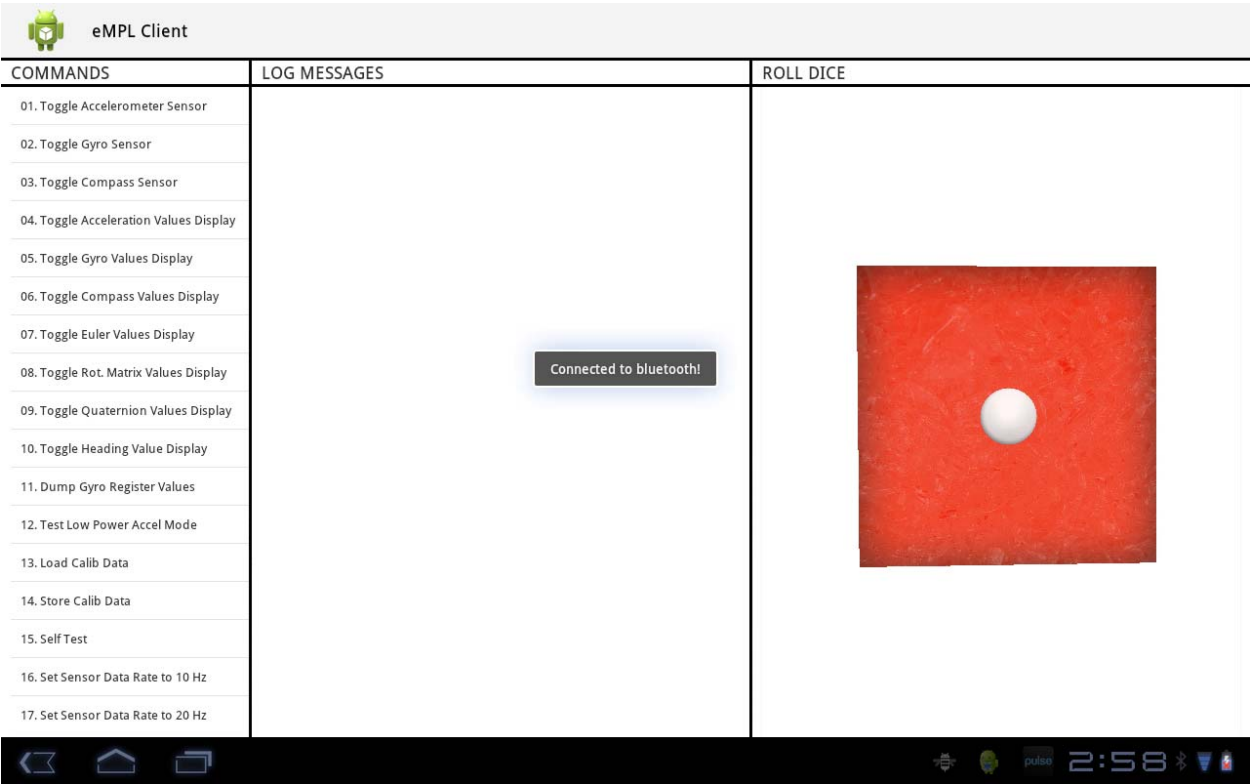 eMPL Client
COMMANDS
01. Toggle Accelerometer Sensor
02. Toggle Gyro Sensor
03. Toggle Compass Sensor
04. Toggle Acceleration Values Display
05. Toggle Gyro Values Display
06. Toggle Compass Values Display
07. Toggle Euler Values Display
08. Toggle Rot. Matrix Values Display
09. Toggle Quaternion Values Display
10. Toggle Heading Value Display
11. Dump Gyro Register Values
12. Test Low Power Accel Mode
13. Load Calib Data
14. Store Calib Data
15. Self Test
16. Set Sensor Data Rate to 10 Hz
17. Set Sensor Data Rate to 20 Hz
LOG MESSAGES
Connected to bluetooth!
ROLL DICE
pulse
2:58